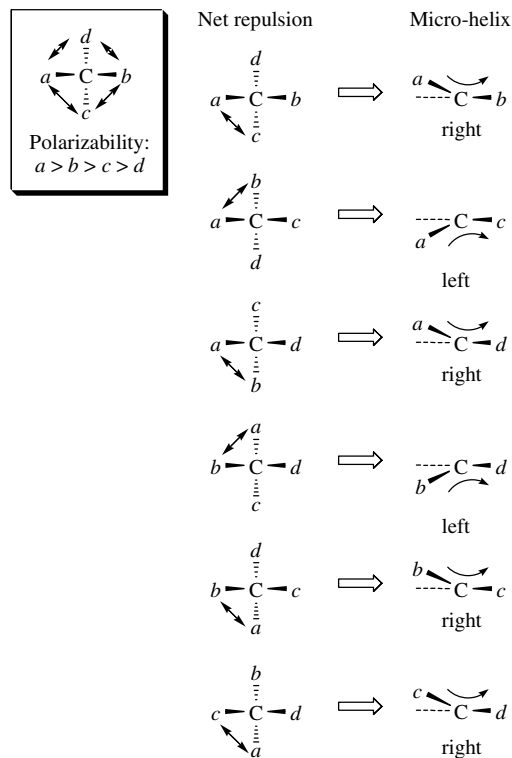 Net repulsion Micro-helix
d
a C b
c
Polarizability:
a > b > c > d
d
a C b
c
a
C b
right
b
a C c
d
C c
a
left
c
a C d
b
a
C d
right
a
b C d
c
C d
b
left
d
b C c
a
b
C c
right
b
c C d
a
c
C d
right